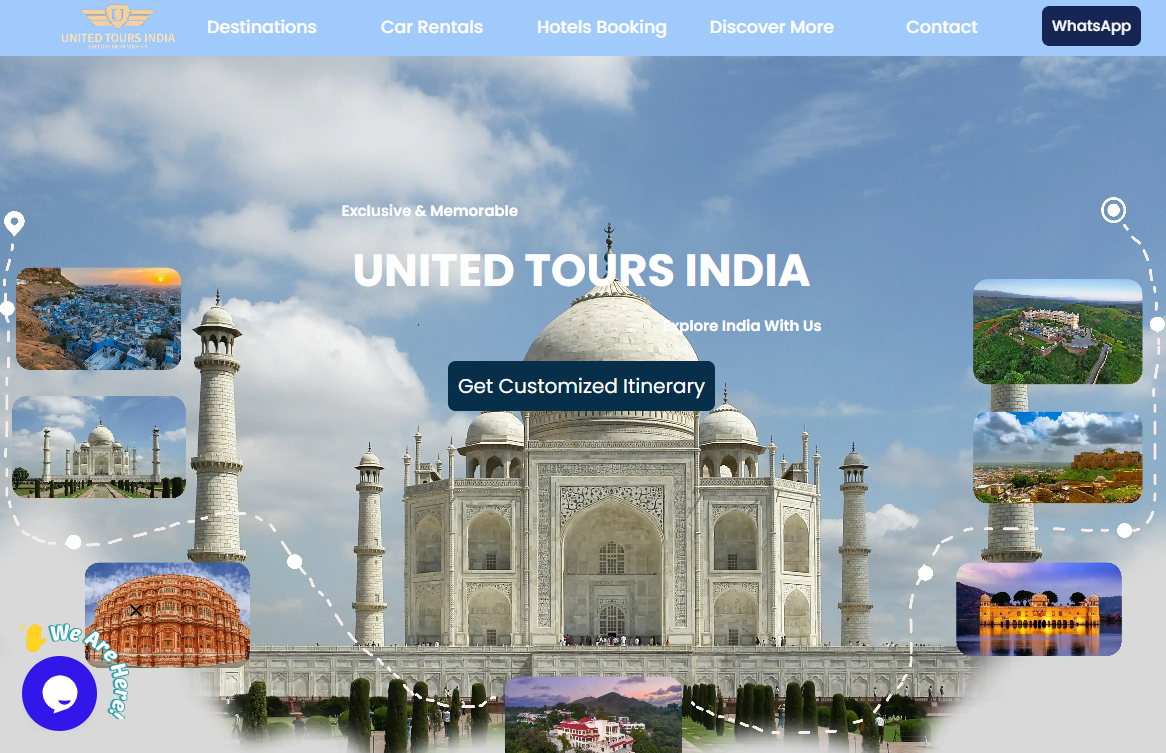 UNITED TOURS INDIA
Destinations
Car Rentals
Hotels Booking
Discover More
Contact
WhatsApp
Exclusive & Memorable
UNITED TOURS INDIA
Explore India With Us
Get Customized Itinerary
We Are Here!